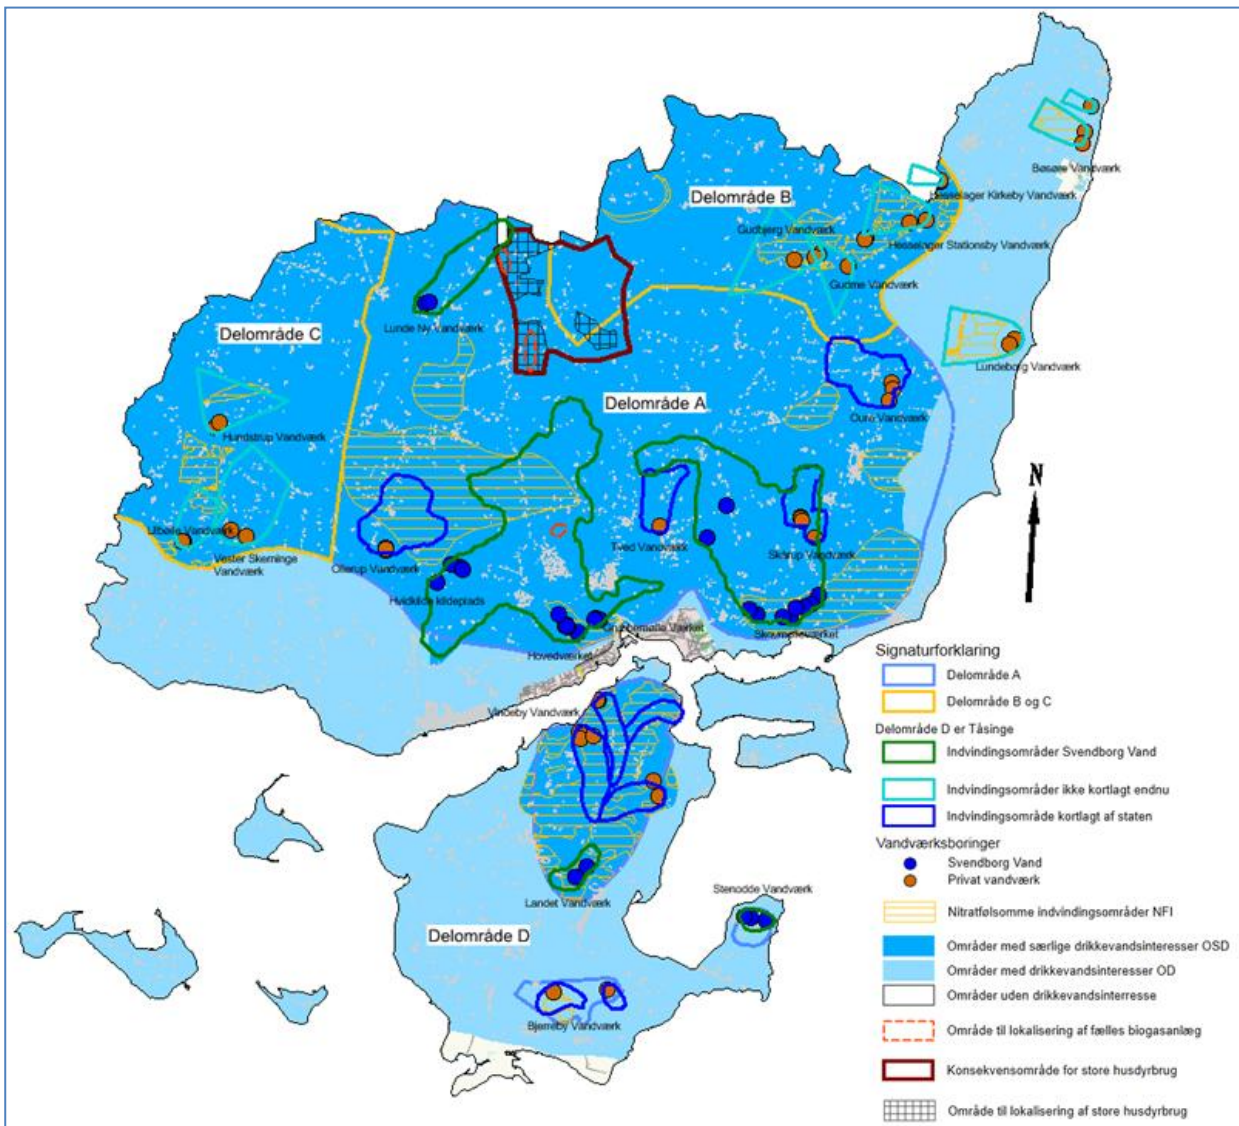 Delområde B
Bøsøre Vandværk
Hesselager Kirkeby Vandværk
Gudbjerg Vandværk
Hesselager Stationsby Vandværk
Gudme Vandværk
Lunde Ny Vandværk
Delområde C
Lundeborg Vandværk
Delområde A
Oure Vandværk
Hundstrup Vandværk
N
Ulbølle Vandværk
Vester Skerninge
Vandværk
Ollerup Vandværk
Tved Vandværk
Skårup Vandværk
Hvidkilde kildeplads
Grubbemølle Værket
Hovedværket
Skovmølleværket
Signaturforklaring
Delområde A
Delområde B og C
Delområde D er Tåsinge
Indvindingsområder Svendborg Vand
Indvindingsområder ikke kortlagt endnu
Indvindingsområde kortlagt af staten
Vandværksboringer
Svendborg Vand
Privat vandværk
Nitratfølsomme indvindingsområder NFI
Områder med særlige drikkevandsinteresser OSD
Områder med drikkevandsinteresser OD
Områder uden drikkevandsinterresse
Område til lokalisering af fælles biogasanlæg
Konsekvensområde for store husdyrbrug
Område til lokalisering af store husdyrbrug
Vindeby Vandværk
Landet Vandværk
Stenodde Vandværk
Delområde D
Bjerreby Vandværk